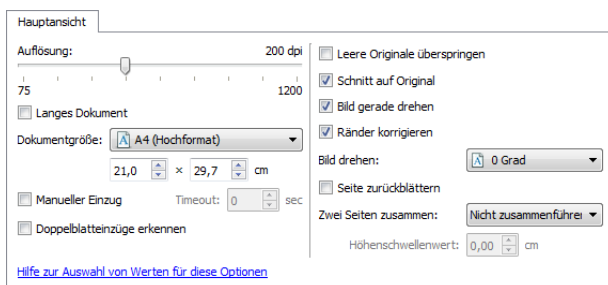 Hauptansicht
Auflösung: 200 dpi
75 1200
Langes Dokument
Dokumentgröße: A4 (Hochformat)
21,0 × 29,7 cm
Manueller Einzug Timeout: 0 sec
Doppelblatteinzüge erkennen
Leere Originale überspringen
Schnitt auf Original
Bild gerade drehen
Ränder korrigieren
Bild drehen: 0 Grad
Seite zurückblättern
Zwei Seiten zusammen: Nicht zusammenführe
Höhenschwellenwert: 0,00 cm
Hilfe zur Auswahl von Werten für diese Optionen